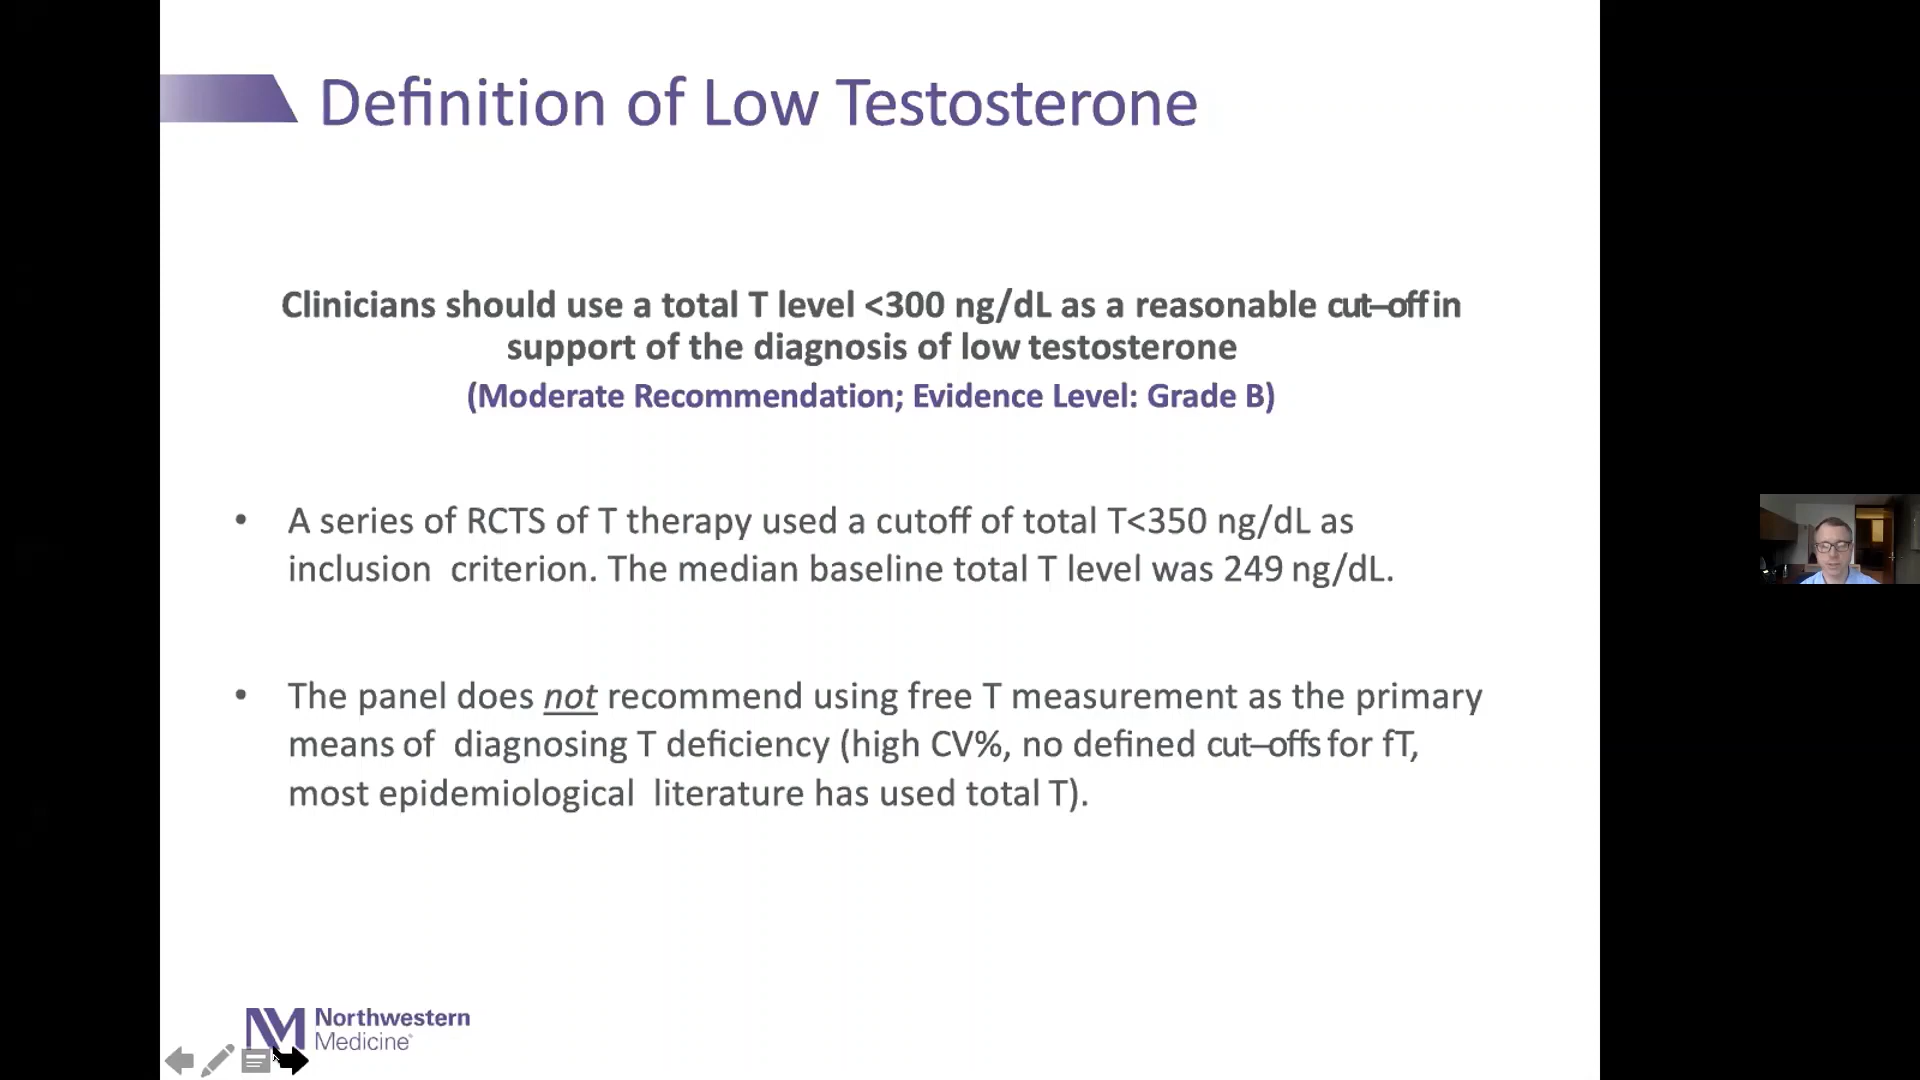 Definition of Low Testosterone
Clinicians should use a total T level <300 ng/dL as a reasonable cut–off in
support of the diagnosis of low testosterone
(Moderate Recommendation; Evidence Level: Grade B)
• A series of RCTS of T therapy used a cutoff of total T<350 ng/dL as
inclusion criterion. The median baseline total T level was 249 ng/dL.
• The panel does not recommend using free T measurement as the primary
means of diagnosing T deficiency (high CV%, no defined cut–offs for fT,
most epidemiological literature has used total T).
NM
Northwestern
Medicine®